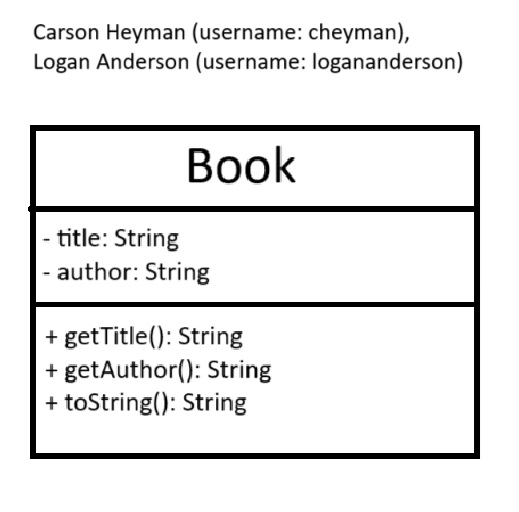 Carson Heyman (username: cheyman),
Logan Anderson (username: logananderson)
Book
- title: String
- author: String
+ getTitle(): String
+ getAuthor(): String
+ toString(): String